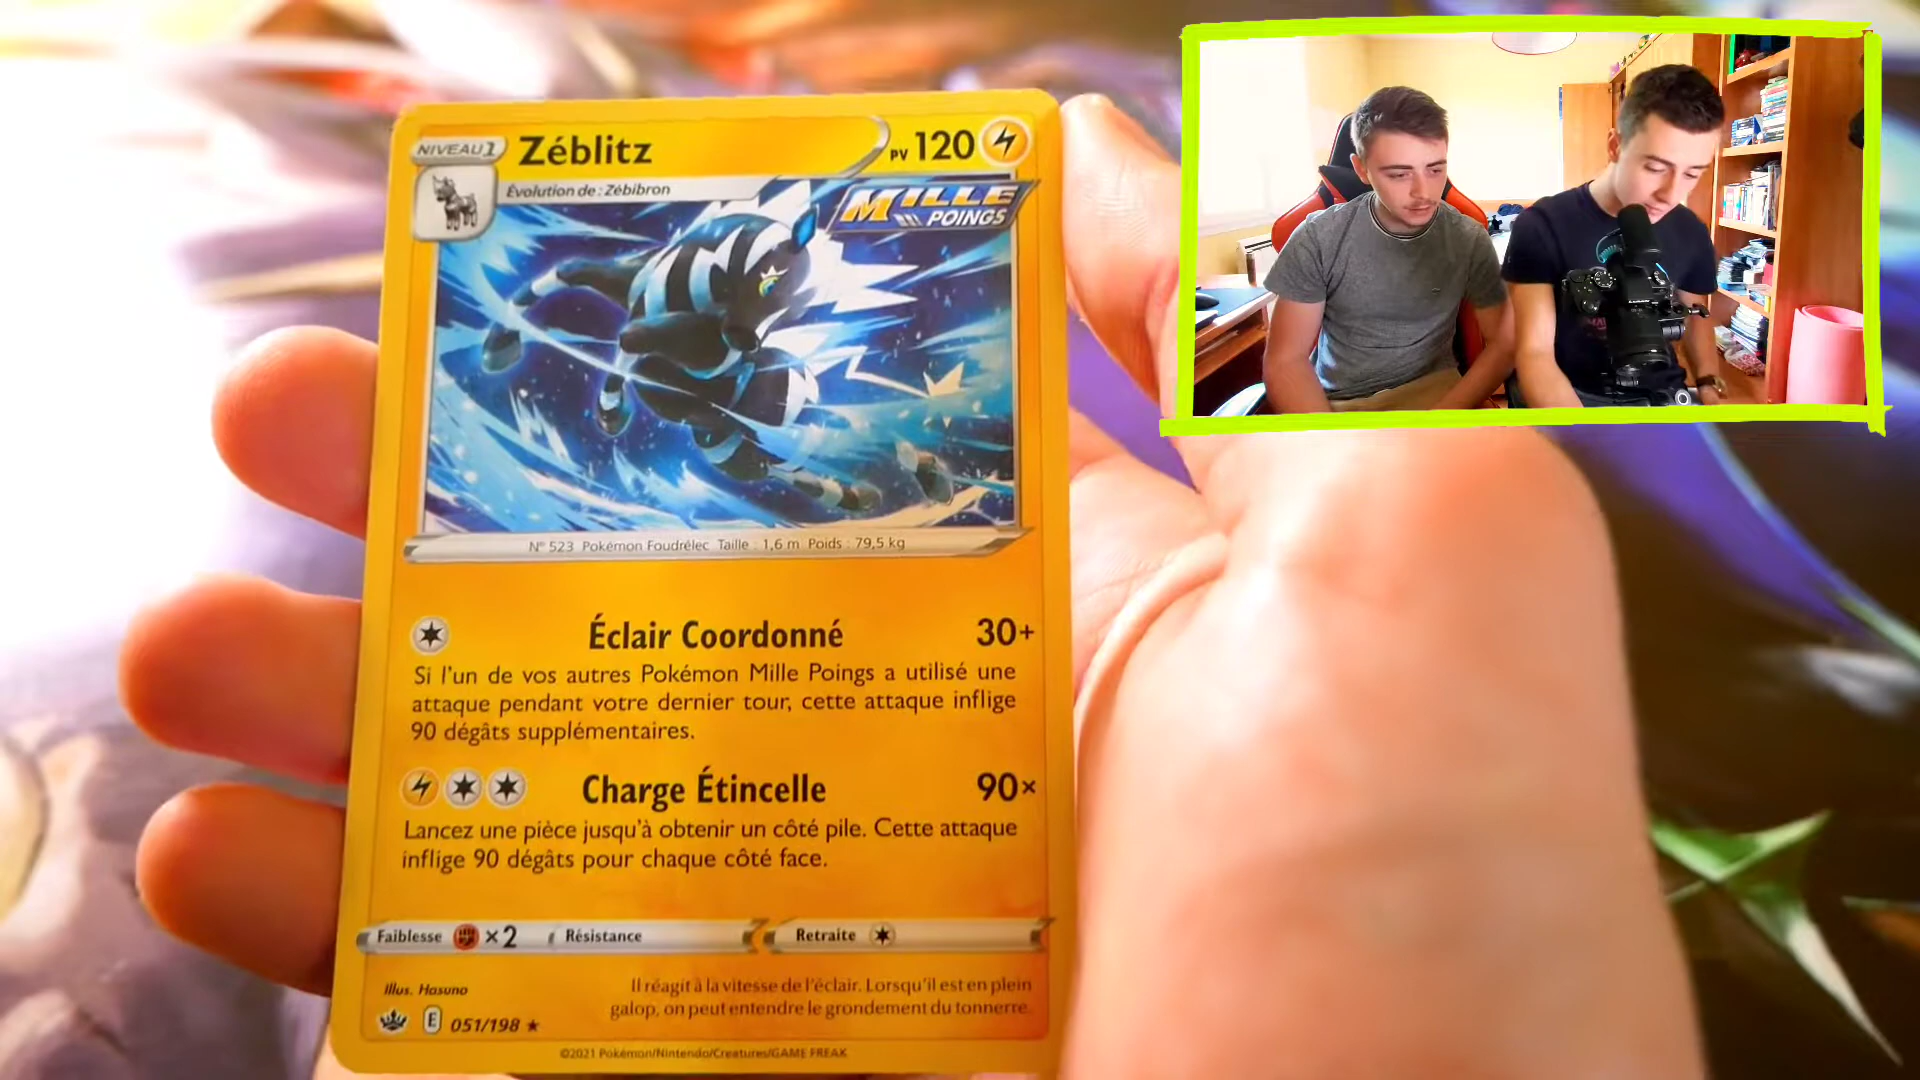 NIVEAU 1 Zéblitz PV 120
Évolution de : Zébibron
MILLE
POINGS
N° 523 Pokémon Foudrélec Taille : 1,6 m Poids : 79,5 kg
Éclair Coordonné 30+
Si l'un de vos autres Pokémon Mille Poings a utilisé une
attaque pendant votre dernier tour, cette attaque inflige
90 dégâts supplémentaires.
Charge Étincelle 90×
Lancez une pièce jusqu'à obtenir un côté pile. Cette attaque
inflige 90 dégâts pour chaque côté face.
Faiblesse ×2 Résistance Retraite
Illus. Hasuno
Il réagit à la vitesse de l'éclair. Lorsqu'il est en plein
galop, on peut entendre le grondement du tonnerre.
E 051/198 ★
©2021 Pokémon/Nintendo/Creatures/GAME FREAK